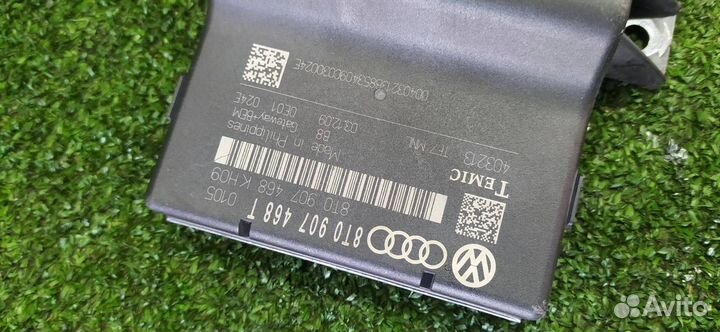 8T0 907 468 T
0105
8T0 907 468 K H09
Made in Philippines
B8 Gateway+BEM
03.12.09 0E01 024E
TEMIC
403213 TF7 MN
Avito